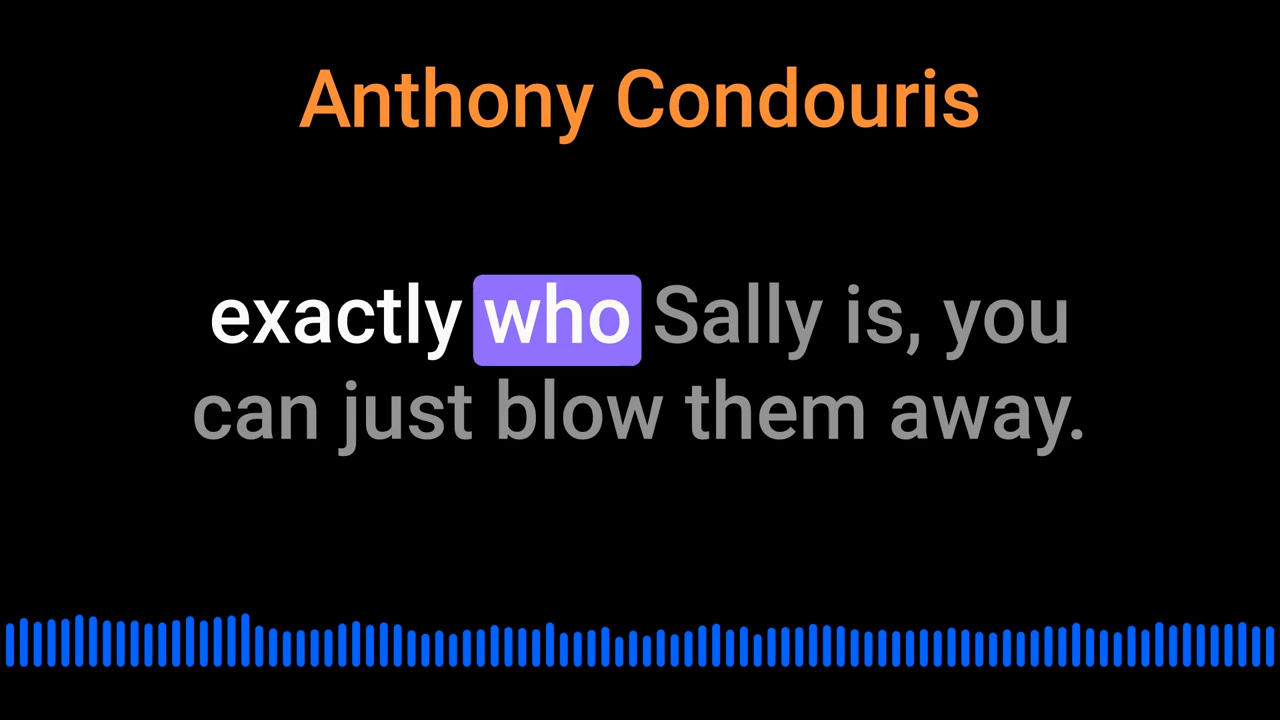 Anthony Condouris
exactly who Sally is, you
can just blow them away.